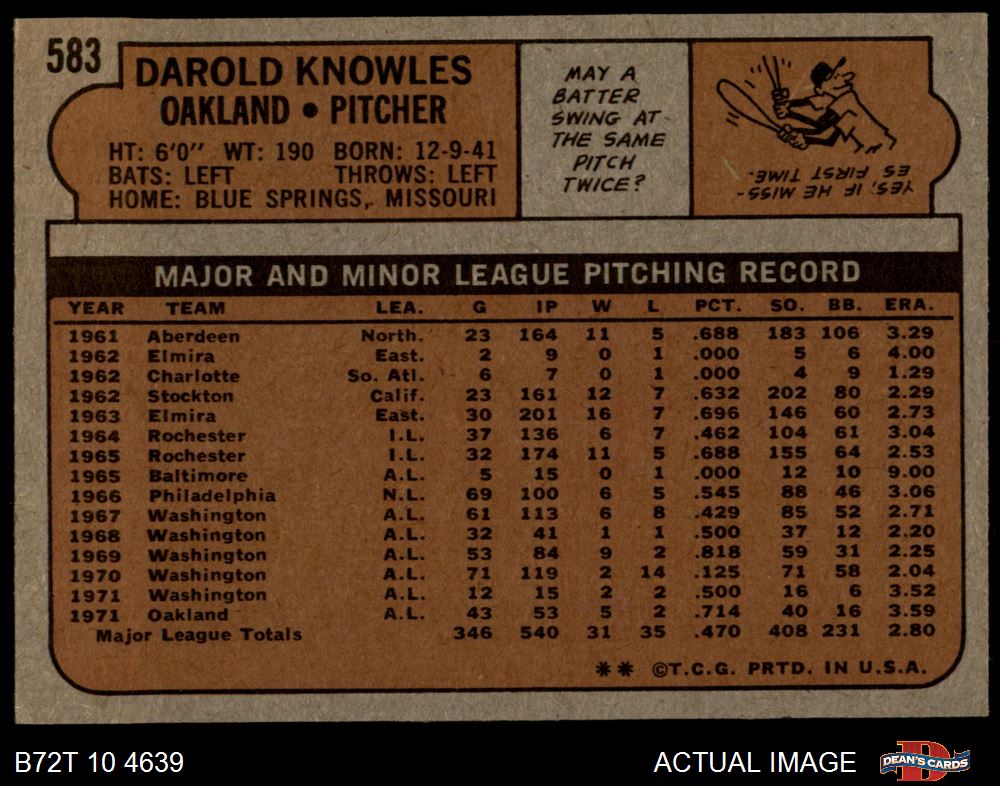 583
DAROLD KNOWLES
OAKLAND • PITCHER
HT: 6'0" WT: 190 BORN: 12-9-41
BATS: LEFT THROWS: LEFT
HOME: BLUE SPRINGS, MISSOURI
MAY A
BATTER
SWING AT
THE SAME
PITCH
TWICE?
YES, IF HE MISS-
ES FIRST TIME.
MAJOR AND MINOR LEAGUE PITCHING RECORD
YEAR TEAM LEA. G IP W L PCT. SO. BB. ERA.
1961 Aberdeen North. 23 164 11 5 .688 183 106 3.29
1962 Elmira East. 2 9 0 1 .000 5 6 4.00
1962 Charlotte So. Atl. 6 7 0 1 .000 4 9 1.29
1962 Stockton Calif. 23 161 12 7 .632 202 80 2.29
1963 Elmira East. 30 201 16 7 .696 146 60 2.73
1964 Rochester I.L. 37 136 6 7 .462 104 61 3.04
1965 Rochester I.L. 32 174 11 5 .688 155 64 2.53
1965 Baltimore A.L. 5 15 0 1 .000 12 10 9.00
1966 Philadelphia N.L. 69 100 6 5 .545 88 46 3.06
1967 Washington A.L. 61 113 6 8 .429 85 52 2.71
1968 Washington A.L. 32 41 1 1 .500 37 12 2.20
1969 Washington A.L. 53 84 9 2 .818 59 31 2.25
1970 Washington A.L. 71 119 2 14 .125 71 58 2.04
1971 Washington A.L. 12 15 2 2 .500 16 6 3.52
1971 Oakland A.L. 43 53 5 2 .714 40 16 3.59
Major League Totals 346 540 31 35 .470 408 231 2.80
** ©T.C.G. PRTD. IN U.S.A.
B72T 10 4639
ACTUAL IMAGE
D
DEAN'S CARDS